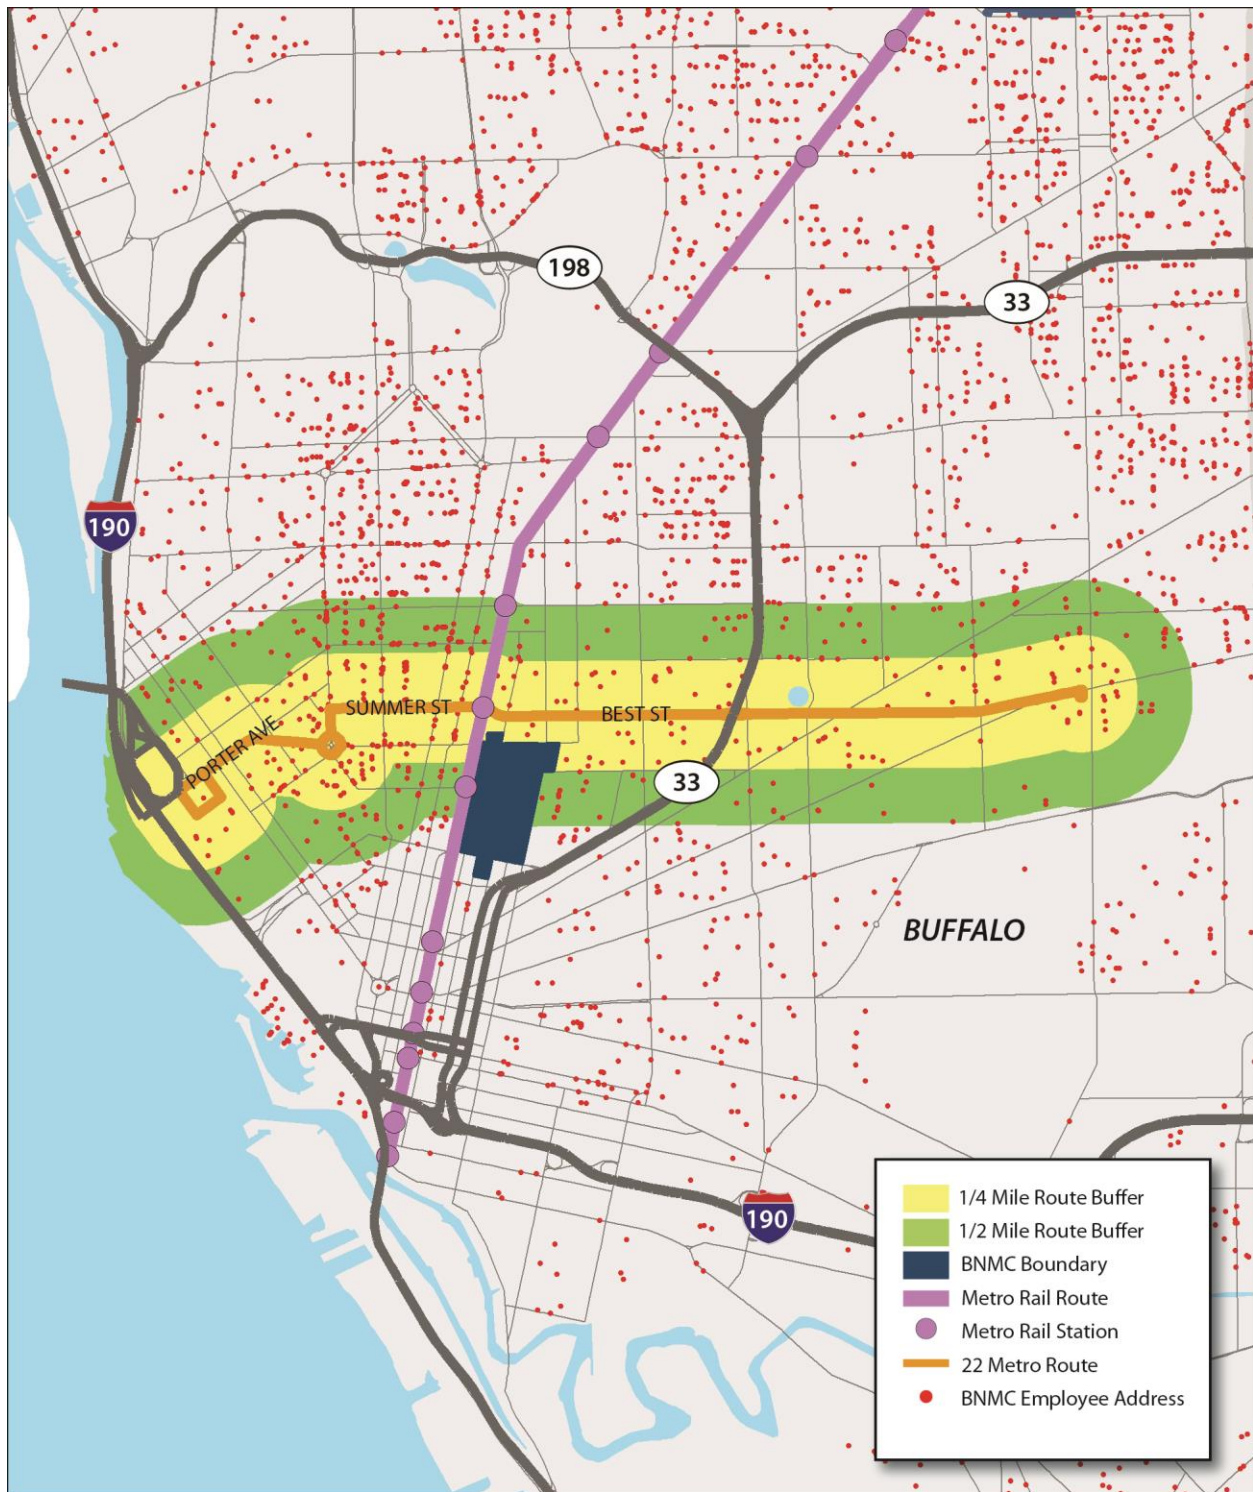 198
33
190
SUMMER ST
BEST ST
PORTER AVE
33
BUFFALO
190
1/4 Mile Route Buffer
1/2 Mile Route Buffer
BNMC Boundary
Metro Rail Route
Metro Rail Station
22 Metro Route
BNMC Employee Address